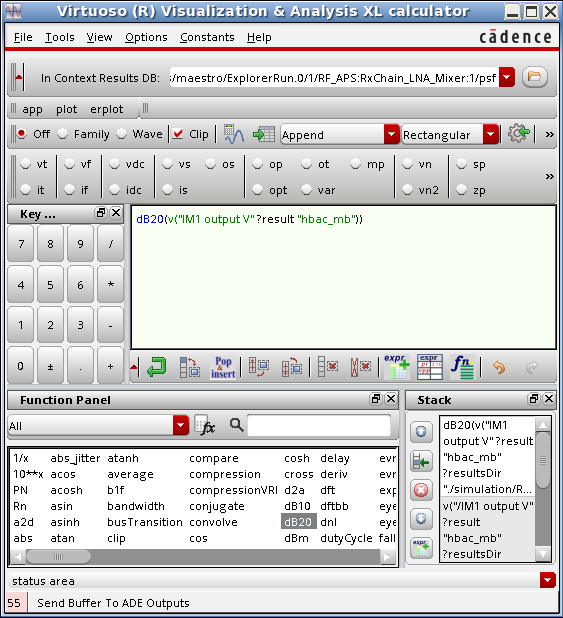 Virtuoso (R) Visualization & Analysis XL calculator
File Tools View Options Constants Help
cādence
In Context Results DB: s/maestro/ExplorerRun.0/1/RF_APS:RxChain_LNA_Mixer:1/psf
app plot erplot
Off Family Wave Clip Append Rectangular »
vt vf vdc vs os op ot mp vn sp
it if idc is opt var vn2 zp »
Key ...
7 8 9 /
4 5 6 *
1 2 3 -
0 ± . +
dB20(v("IM1 output V" ?result "hbac_mb"))
Pop & insert
expr
expr
fn
Function Panel
All
fx
1/x abs_jitter atanh compare cosh delay evr
10**x acos average compression cross deriv evr
PN acosh b1f compressionVRI d2a dft exp
Rn asin bandwidth conjugate dB10 dftbb eye
a2d asinh busTransition convolve dB20 dnl eye
abs atan clip cos dBm dutyCycle fall
Stack
dB20(v("IM1
output V" ?result
"hbac_mb"
?resultsDir
"./simulation/R...
v("/IM1 output V"
?result
"hbac_mb"
?resultsDir
expr
status area
55 Send Buffer To ADE Outputs